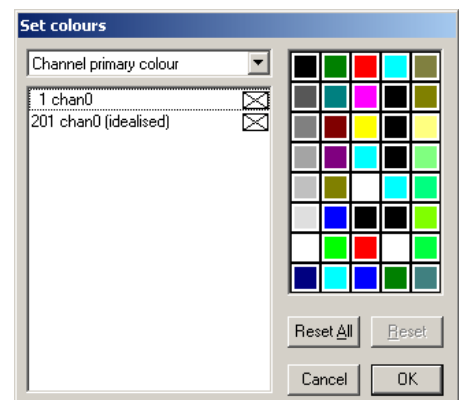 Set colours
Channel primary colour
1 chan0
201 chan0 (idealised)
Reset All
Reset
Cancel
OK